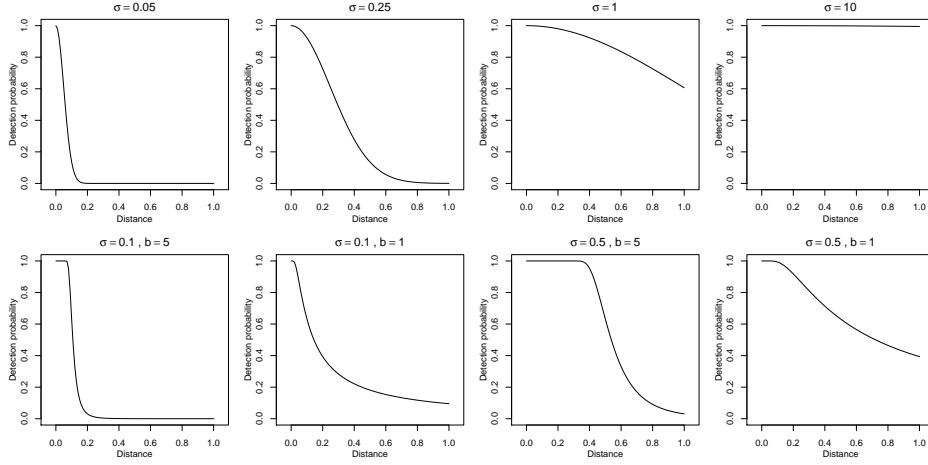 σ = 0.05
Detection probability
0.0 0.2 0.4 0.6 0.8 1.0
0.0 0.2 0.4 0.6 0.8 1.0
Distance
σ = 0.25
Detection probability
0.0 0.2 0.4 0.6 0.8 1.0
0.0 0.2 0.4 0.6 0.8 1.0
Distance
σ = 1
Detection probability
0.0 0.2 0.4 0.6 0.8 1.0
0.0 0.2 0.4 0.6 0.8 1.0
Distance
σ = 10
Detection probability
0.0 0.2 0.4 0.6 0.8 1.0
0.0 0.2 0.4 0.6 0.8 1.0
Distance
σ = 0.1 , b = 5
Detection probability
0.0 0.2 0.4 0.6 0.8 1.0
0.0 0.2 0.4 0.6 0.8 1.0
Distance
σ = 0.1 , b = 1
Detection probability
0.0 0.2 0.4 0.6 0.8 1.0
0.0 0.2 0.4 0.6 0.8 1.0
Distance
σ = 0.5 , b = 5
Detection probability
0.0 0.2 0.4 0.6 0.8 1.0
0.0 0.2 0.4 0.6 0.8 1.0
Distance
σ = 0.5 , b = 1
Detection probability
0.0 0.2 0.4 0.6 0.8 1.0
0.0 0.2 0.4 0.6 0.8 1.0
Distance